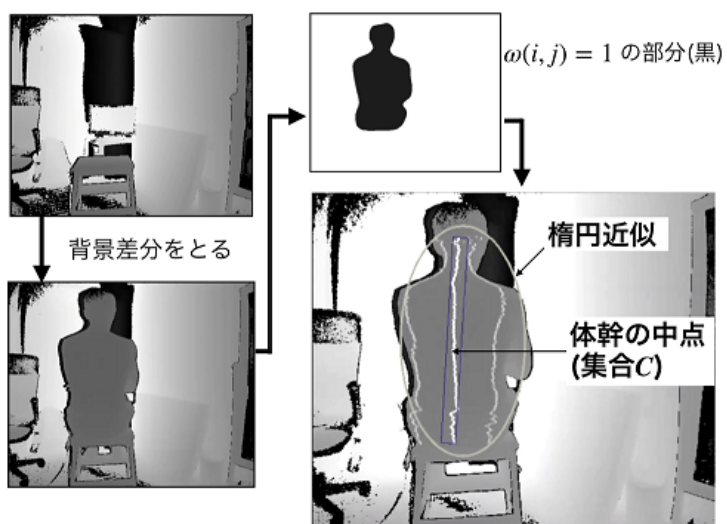 ω(i, j) = 1 の部分(黒)
背景差分をとる
楕円近似
体幹の中点
(集合C)